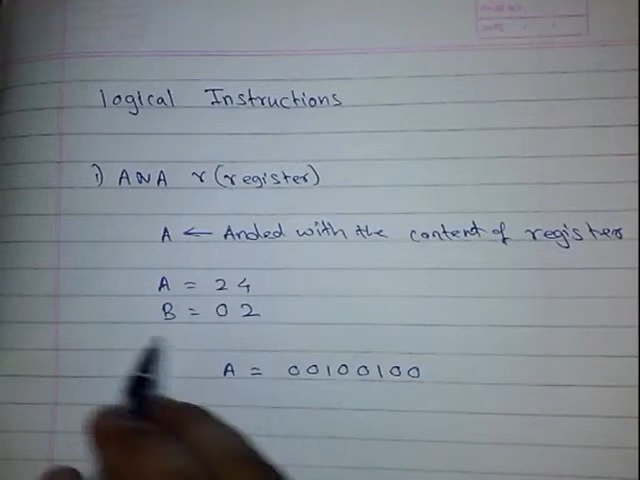 logical Instructions
1) ANA r (register)
A ← Anded with the content of register
A = 24
B = 02
A = 00100100